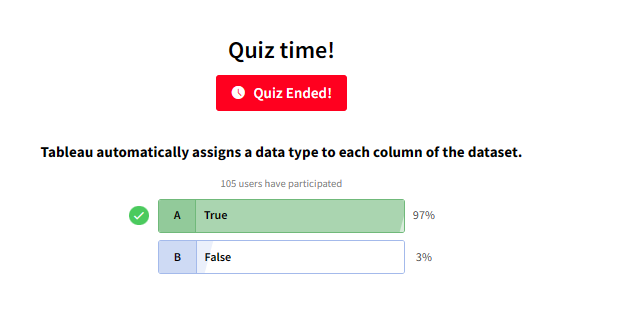 Quiz time!
Quiz Ended!
Tableau automatically assigns a data type to each column of the dataset.
105 users have participated
A True 97%
B False 3%